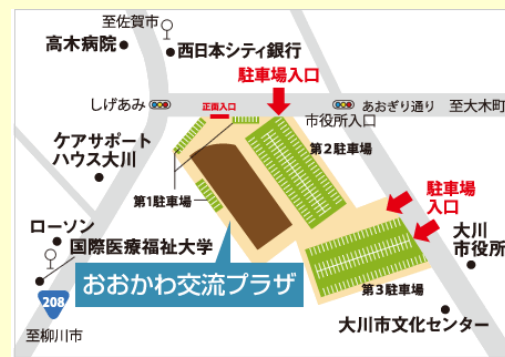 至佐賀市
高木病院
西日本シティ銀行
駐車場入口
しげあみ
正面入口
あおぎり通り
至大木町
市役所入口
ケアサポート
ハウス大川
第2駐車場
第1駐車場
駐車場
入口
ローソン
国際医療福祉大学
大川
市役所
おおかわ交流プラザ
208
第3駐車場
至柳川市
大川市文化センター